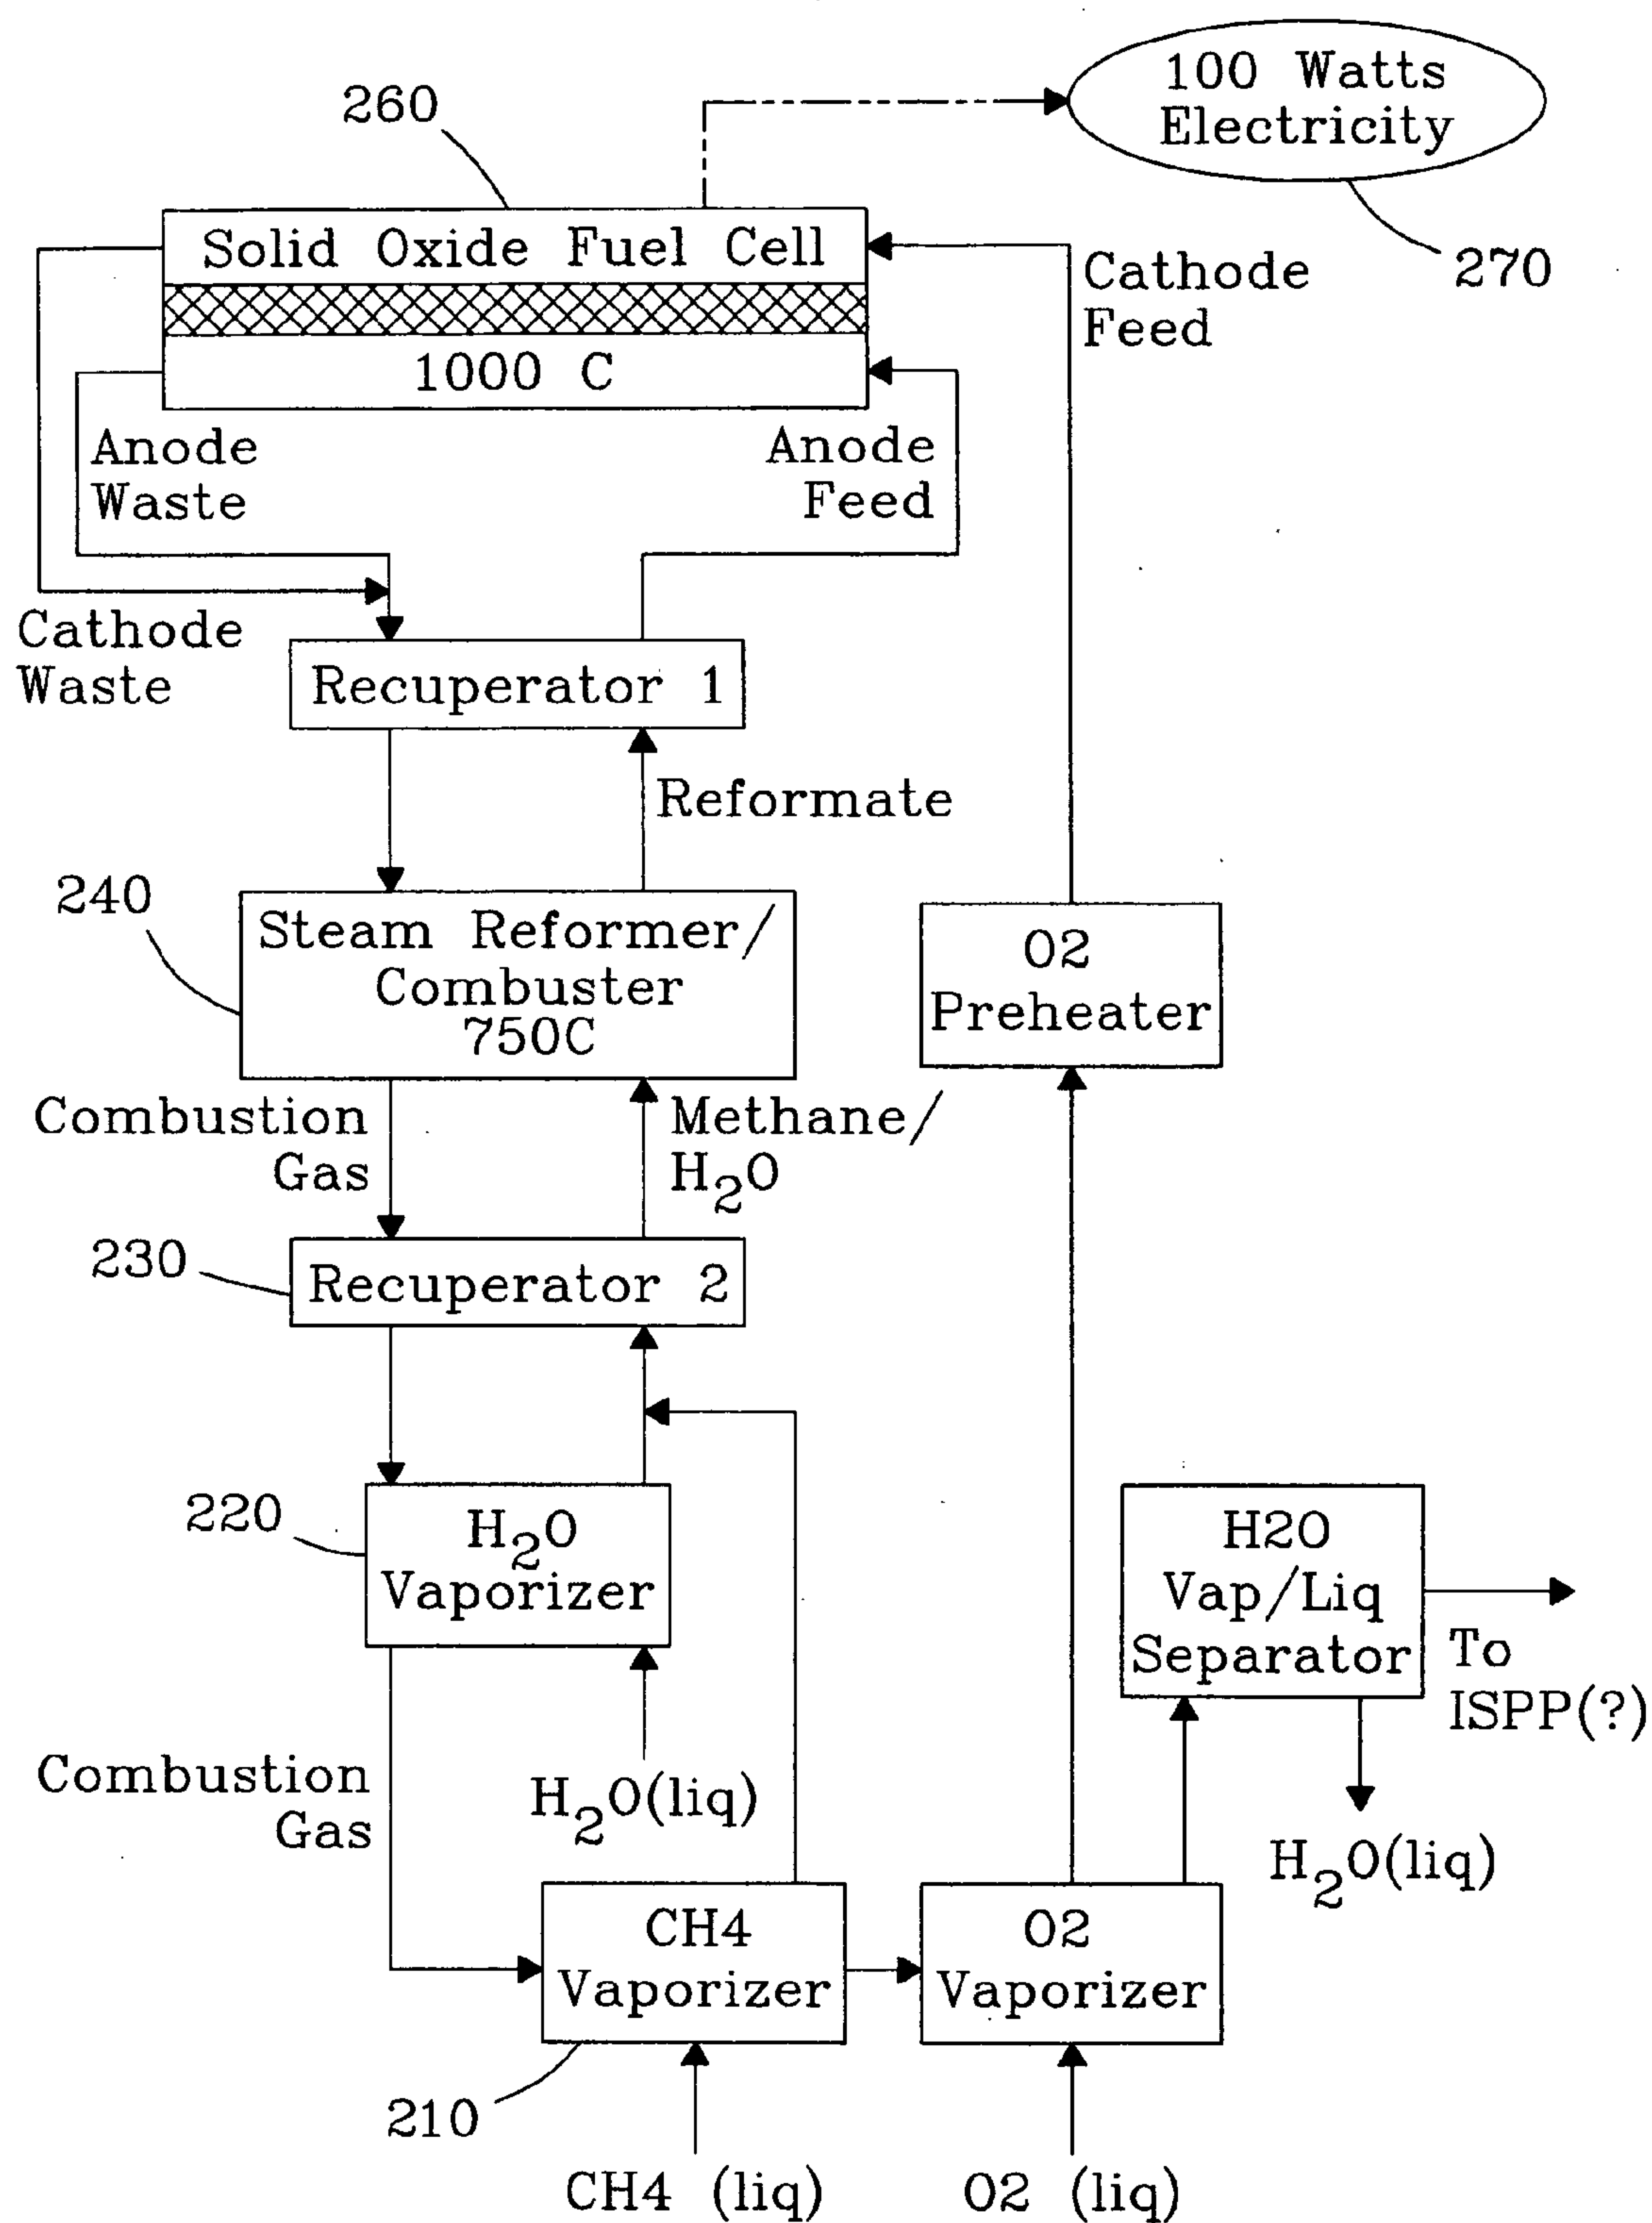 100 Watts
Electricity
260
270
Solid Oxide Fuel Cell
1000 C
Cathode
Feed
Anode
Waste
Anode
Feed
Cathode
Waste
Recuperator 1
Reformate
240
Steam Reformer/
Combuster
750C
O2
Preheater
Combustion
Gas
Methane/
H2O
230
Recuperator 2
220
H2O
Vaporizer
H2O
Vap/Liq
Separator
To
ISPP(?)
Combustion
Gas
H2O(liq)
H2O(liq)
CH4
Vaporizer
O2
Vaporizer
210
CH4 (liq)
O2 (liq)